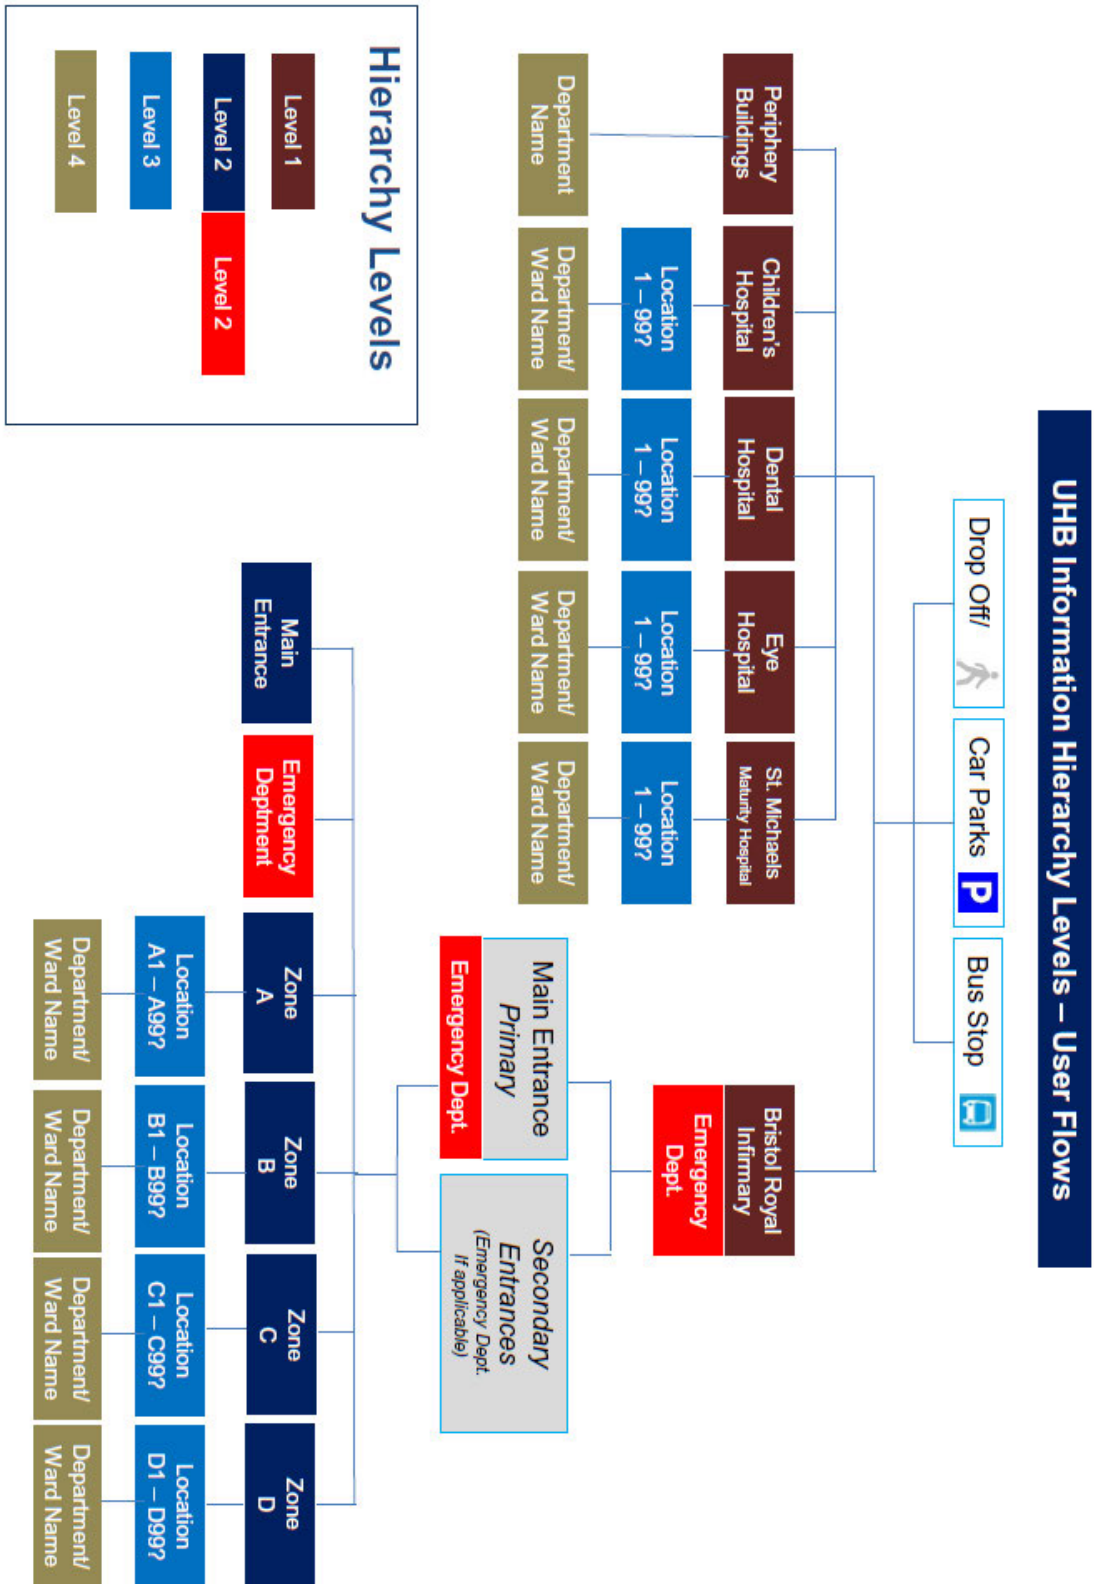 UHB Information Hierarchy Levels – User Flows
Drop Off/
Car Parks
P
Bus Stop
Periphery
Buildings
Children's
Hospital
Dental
Hospital
Eye
Hospital
St. Michaels
Maturity Hospital
Bristol Royal
Infirmary
Emergency
Dept.
Location
1 – 99?
Location
1 – 99?
Location
1 – 99?
Location
1 – 99?
Department
Name
Department/
Ward Name
Department/
Ward Name
Department/
Ward Name
Department/
Ward Name
Main Entrance
Primary
Emergency Dept.
Secondary
Entrances
(Emergency Dept.
If applicable)
Main
Entrance
Emergency
Deptment
Zone
A
Zone
B
Zone
C
Zone
D
Location
A1 – A99?
Location
B1 – B99?
Location
C1 – C99?
Location
D1 – D99?
Department/
Ward Name
Department/
Ward Name
Department/
Ward Name
Department/
Ward Name
Hierarchy Levels
Level 1
Level 2
Level 2
Level 3
Level 4